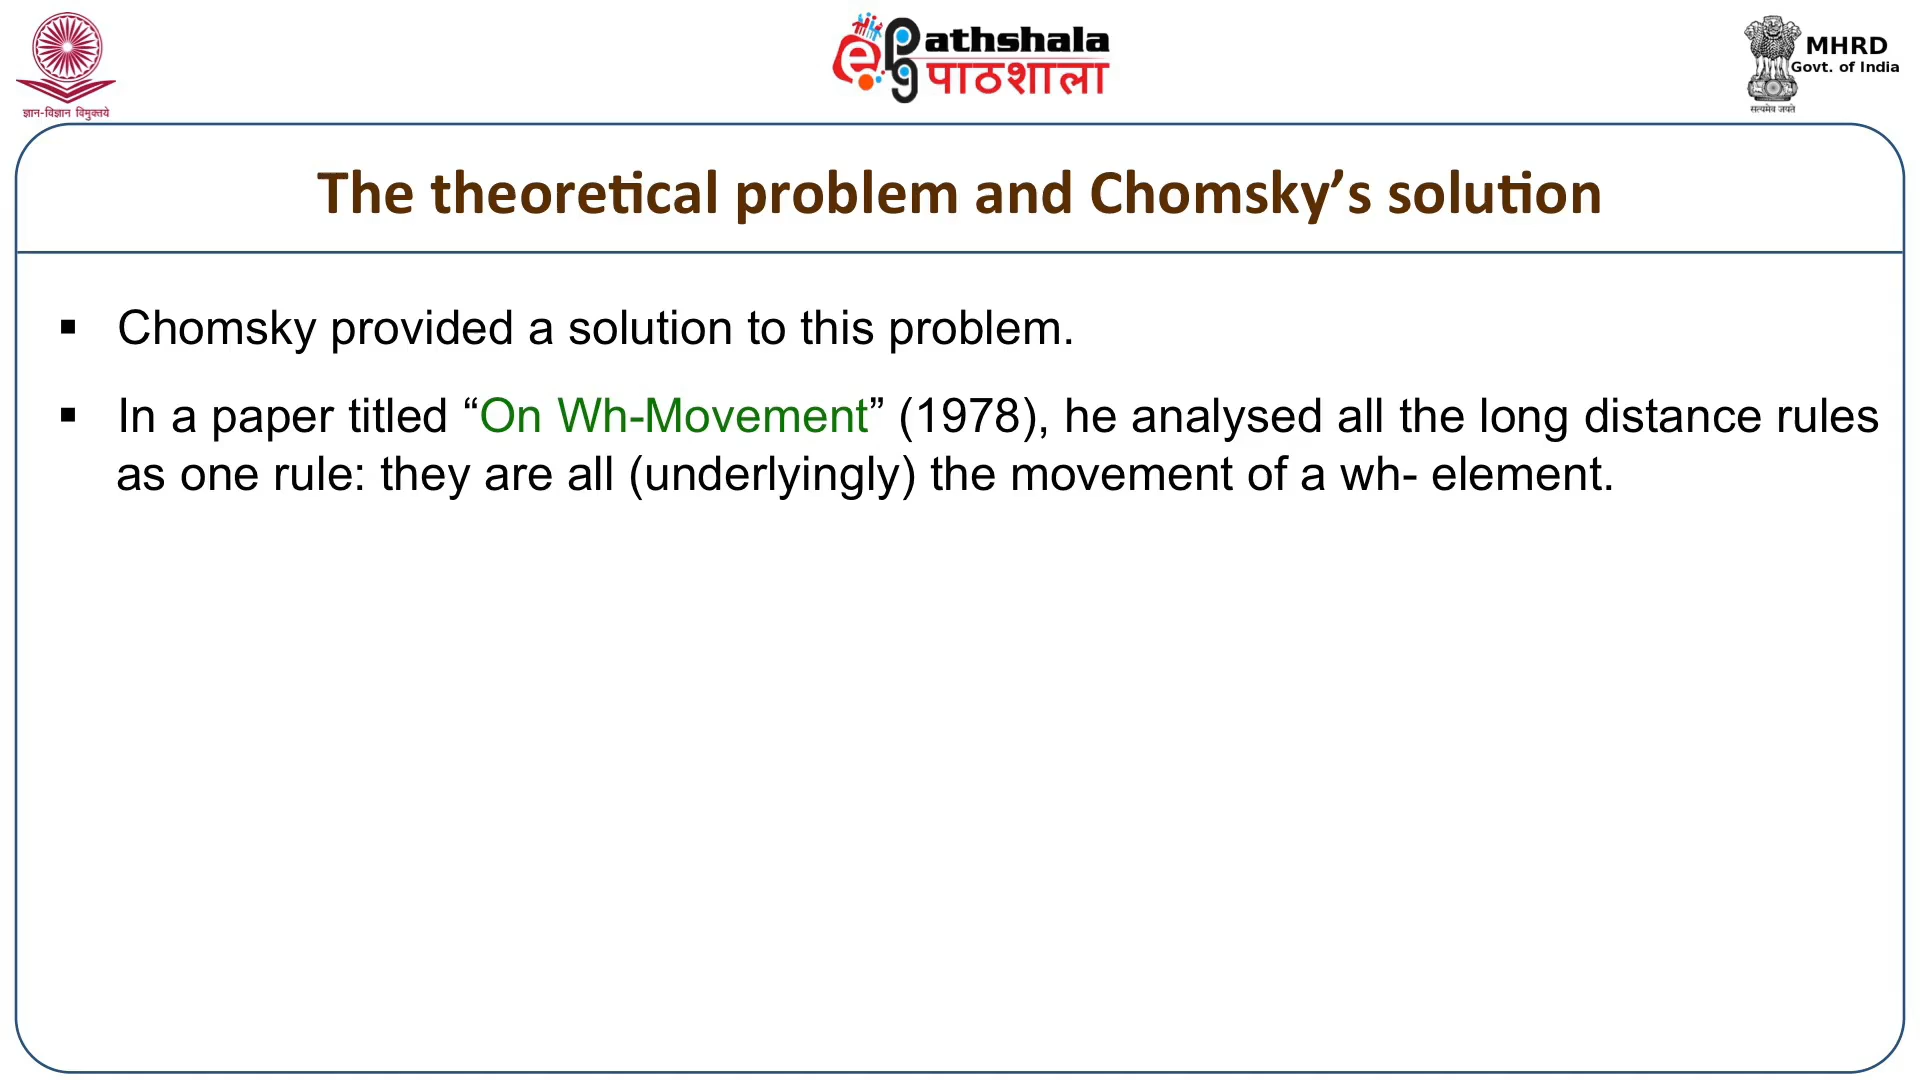 ज्ञान-विज्ञान विमुक्तये
e PG athshala
पाठशाला
MHRD
Govt. of India
सत्यमेव जयते
The theoretical problem and Chomsky’s solution
▪ Chomsky provided a solution to this problem.
▪ In a paper titled “On Wh-Movement” (1978), he analysed all the long distance rules
as one rule: they are all (underlyingly) the movement of a wh- element.